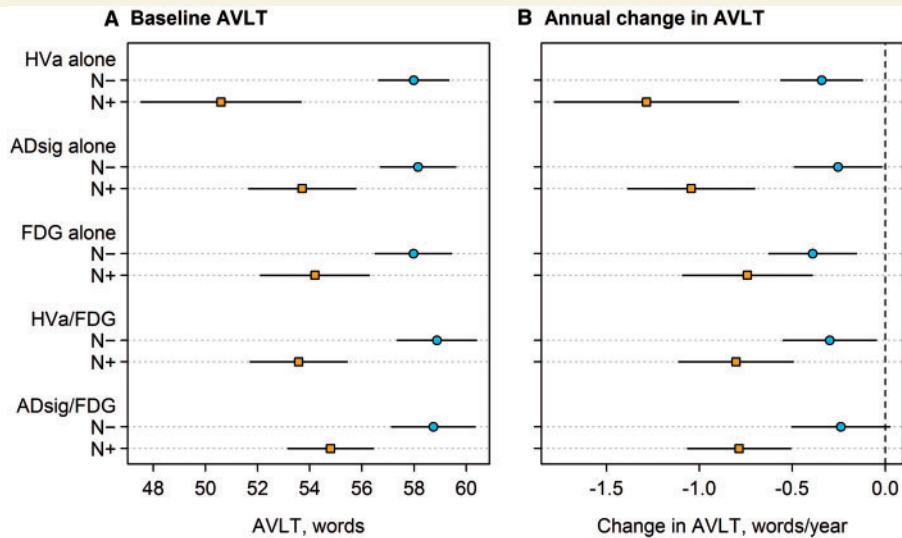 A Baseline AVLT
B Annual change in AVLT
HVa alone
N−
N+
ADsig alone
N−
N+
FDG alone
N−
N+
HVa/FDG
N−
N+
ADsig/FDG
N−
N+
48 50 52 54 56 58 60
-1.5 -1.0 -0.5 0.0
AVLT, words
Change in AVLT, words/year